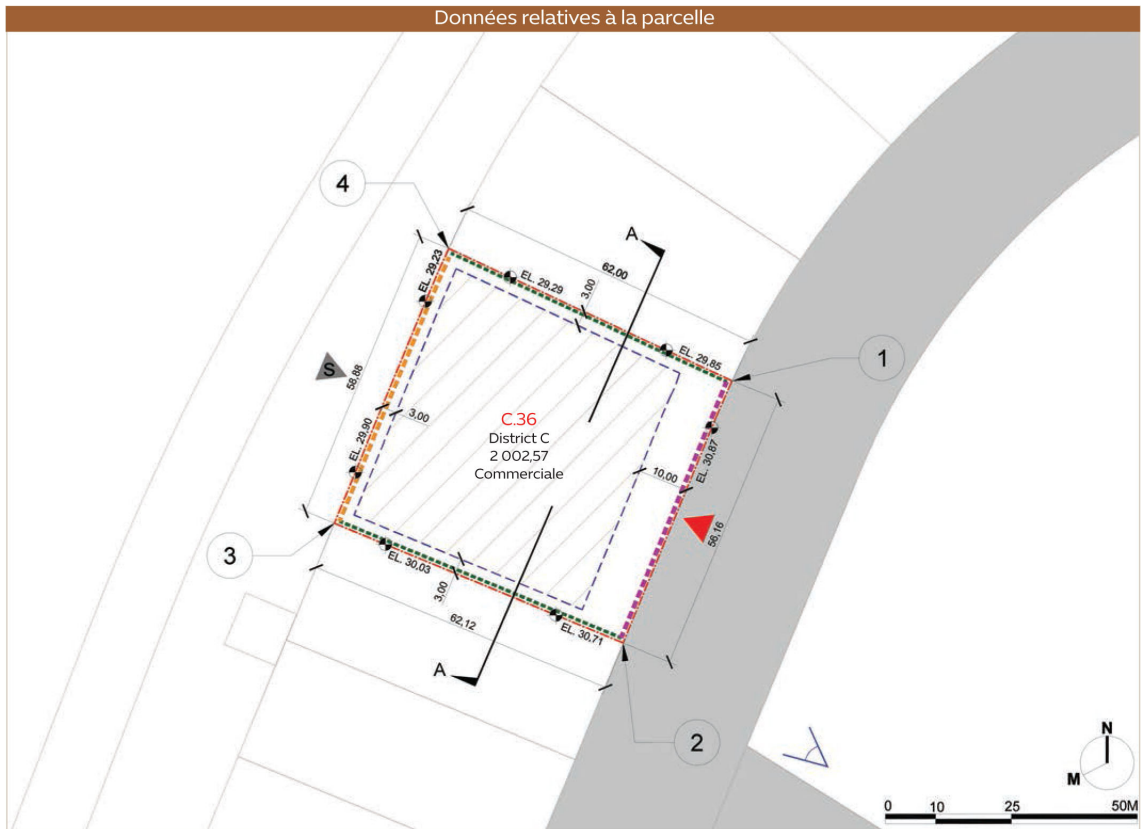 Données relatives à la parcelle
4
A
62,00
EL. 29,23
EL. 29,29
3,00
EL. 29,85
1
S
58,88
3,00
C.36
District C
2 002,57
Commerciale
EL. 30,87
10,00
EL. 29,90
56,16
3
EL. 30,03
3,00
62,12
EL. 30,71
A
2
N
M
0 10 25 50M